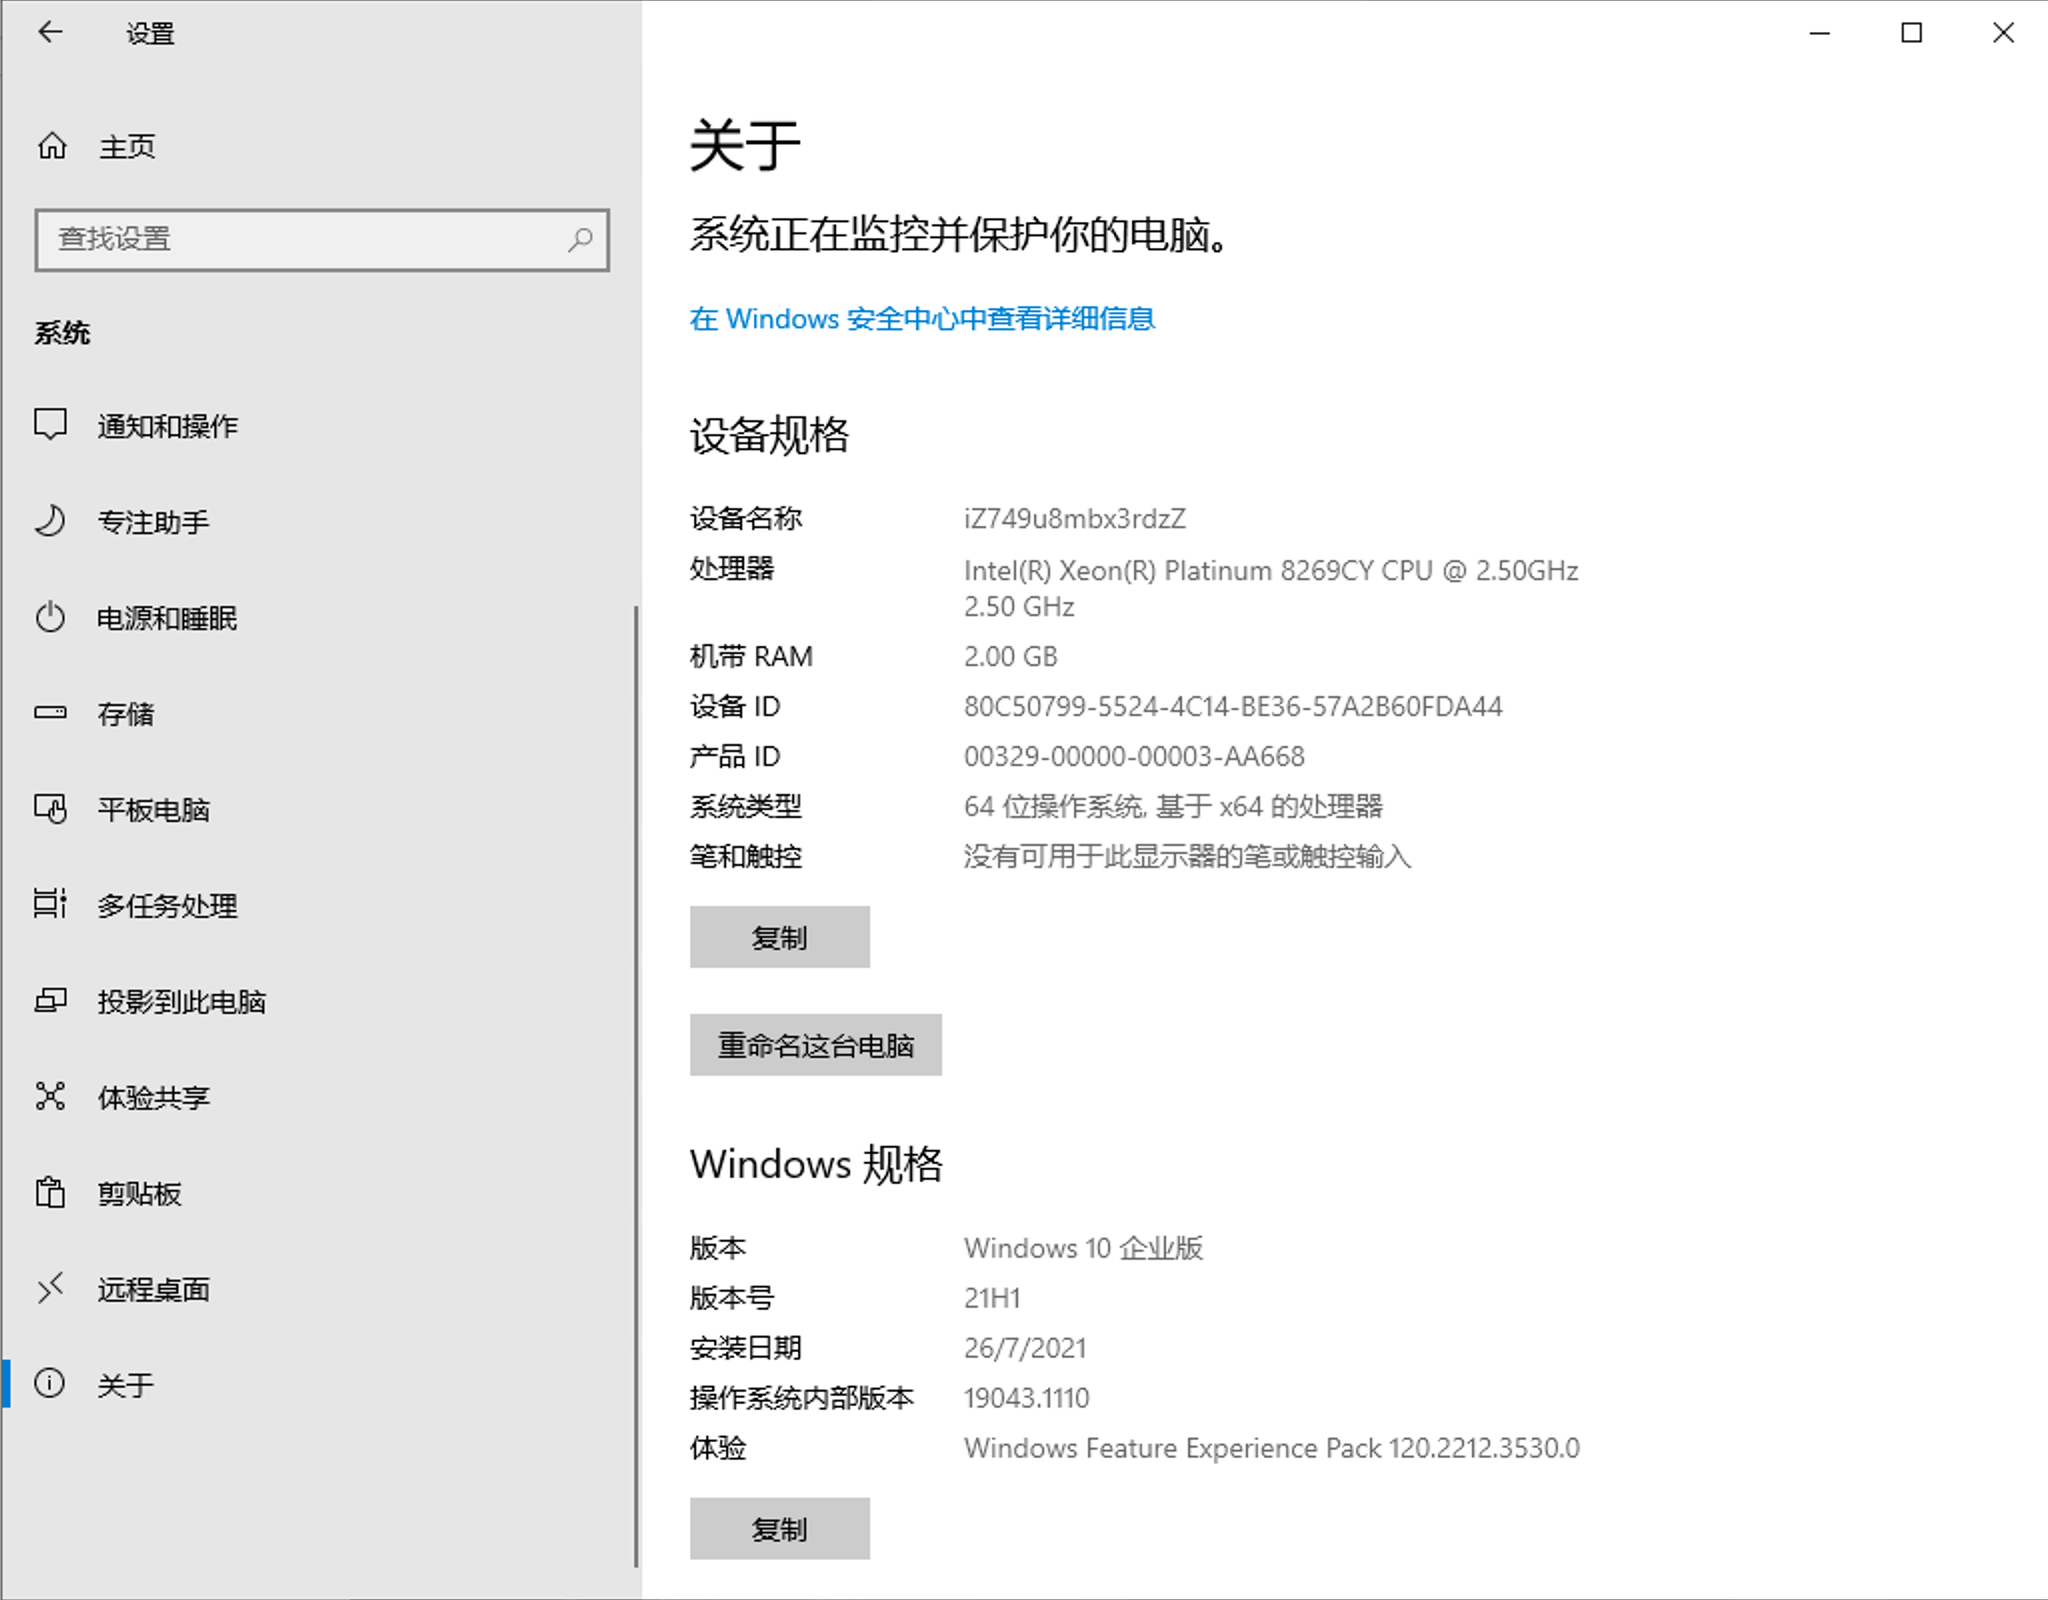 设置
主页
查找设置
系统
通知和操作
专注助手
电源和睡眠
存储
平板电脑
多任务处理
投影到此电脑
体验共享
剪贴板
远程桌面
关于
关于
系统正在监控并保护你的电脑。
在 Windows 安全中心中查看详细信息
设备规格
设备名称 iZ749u8mbx3rdzZ
处理器 Intel(R) Xeon(R) Platinum 8269CY CPU @ 2.50GHz
2.50 GHz
机带 RAM 2.00 GB
设备 ID 80C50799-5524-4C14-BE36-57A2B60FDA44
产品 ID 00329-00000-00003-AA668
系统类型 64 位操作系统, 基于 x64 的处理器
笔和触控 没有可用于此显示器的笔或触控输入
复制
重命名这台电脑
Windows 规格
版本 Windows 10 企业版
版本号 21H1
安装日期 26/7/2021
操作系统内部版本 19043.1110
体验 Windows Feature Experience Pack 120.2212.3530.0
复制